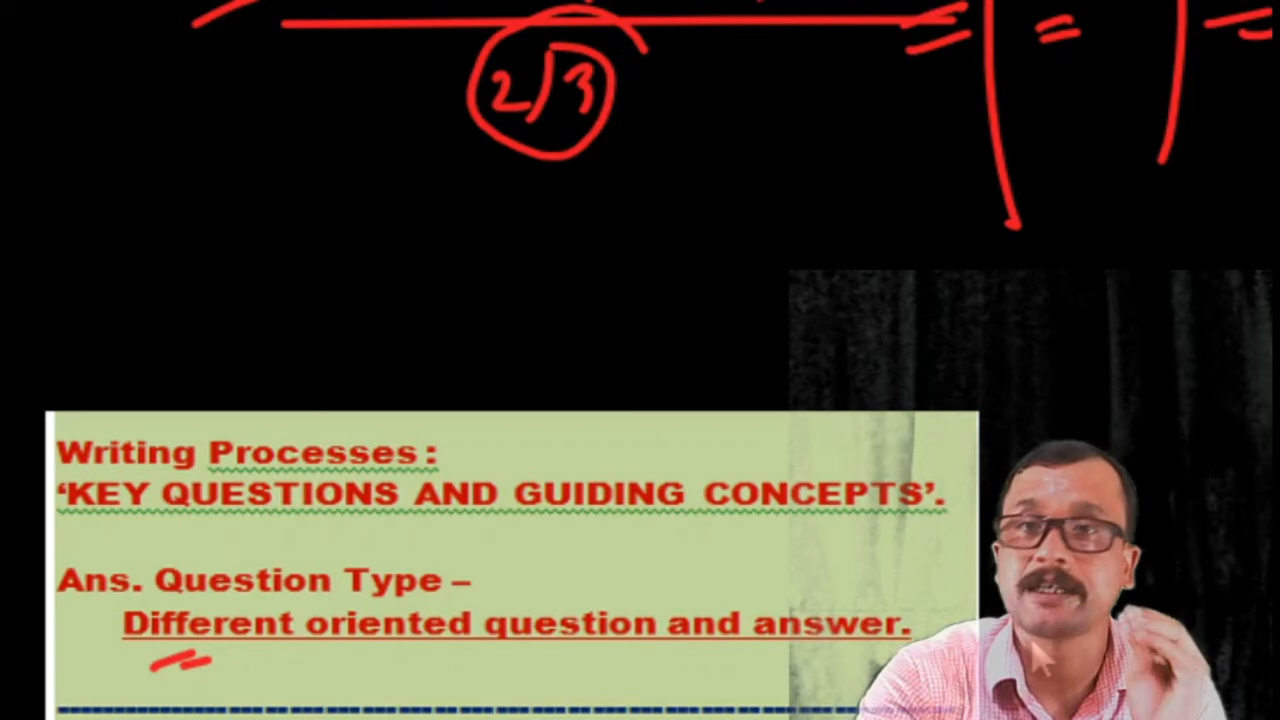 2/3
Writing Processes :
‘KEY QUESTIONS AND GUIDING CONCEPTS’.
Ans. Question Type –
Different oriented question and answer.